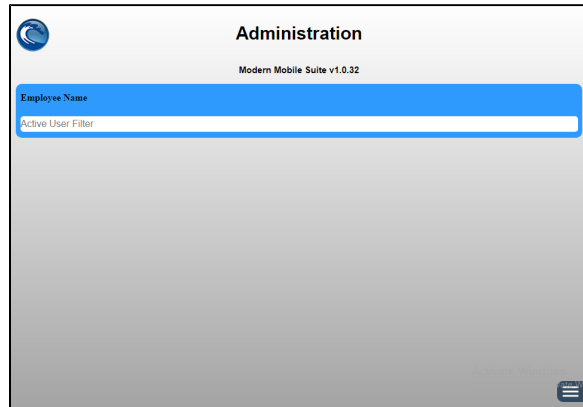 Administration
Modern Mobile Suite v1.0.32
Employee Name
Active User Filter